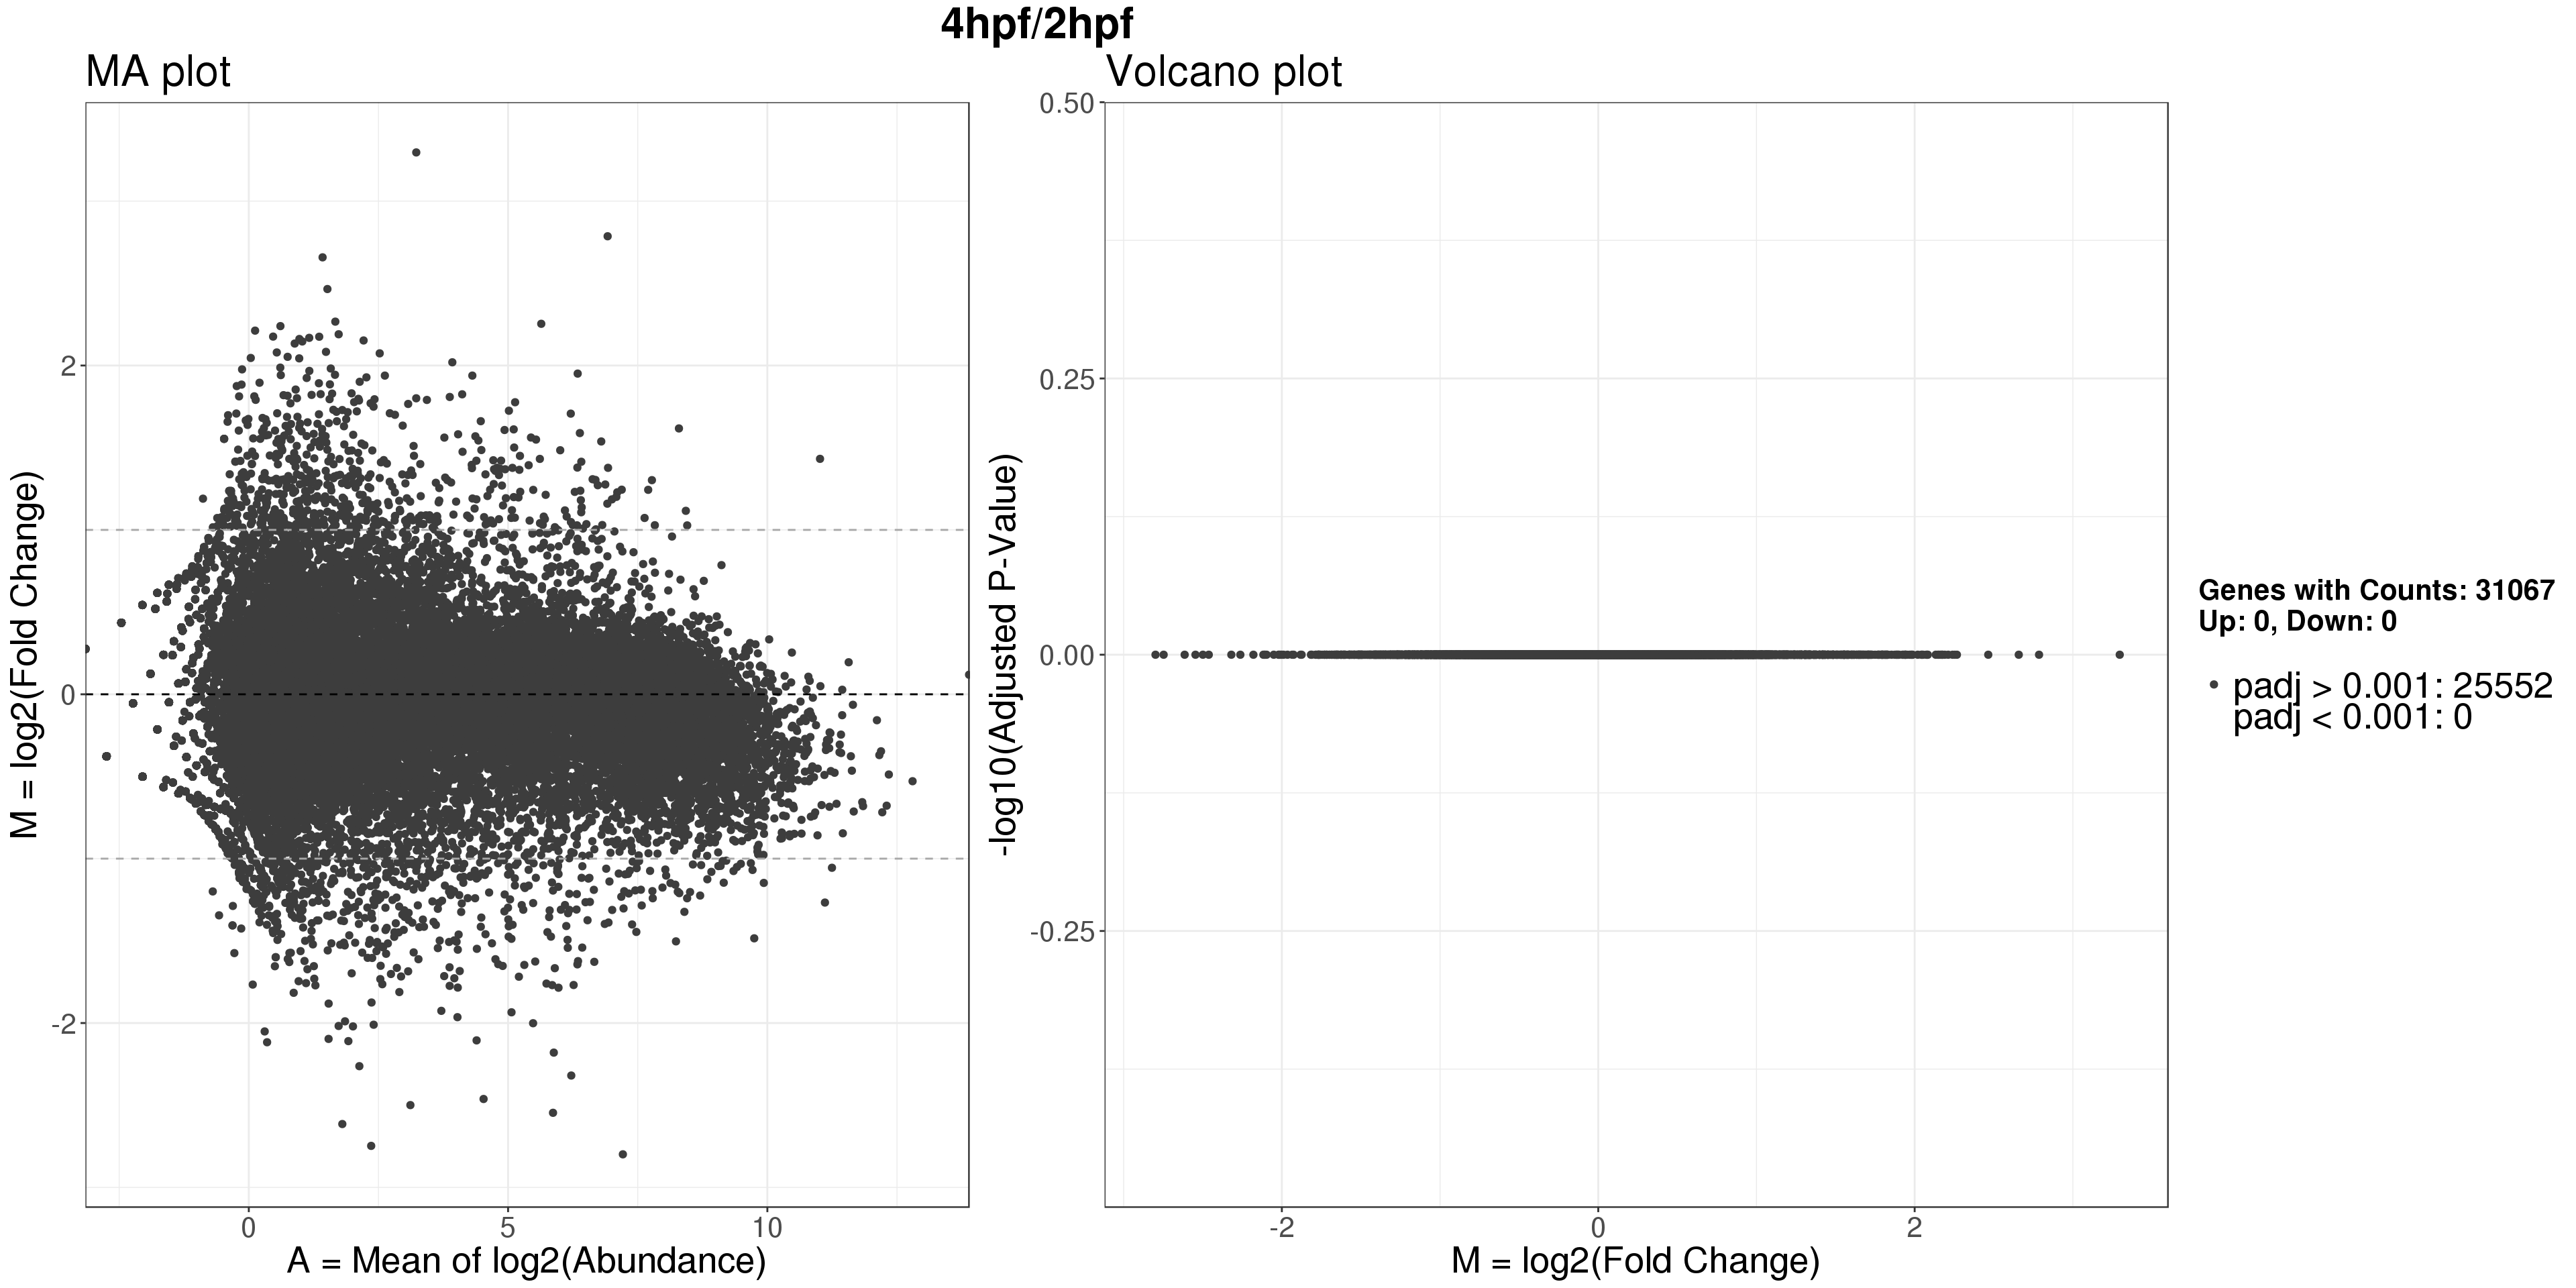 4hpf/2hpf
MA plot
M = log2(Fold Change)
2
0
-2
0
5
10
A = Mean of log2(Abundance)
Volcano plot
-log10(Adjusted P-Value)
0.50
0.25
0.00
-0.25
-2
0
2
M = log2(Fold Change)
Genes with Counts: 31067
Up: 0, Down: 0
padj > 0.001: 25552
padj < 0.001: 0